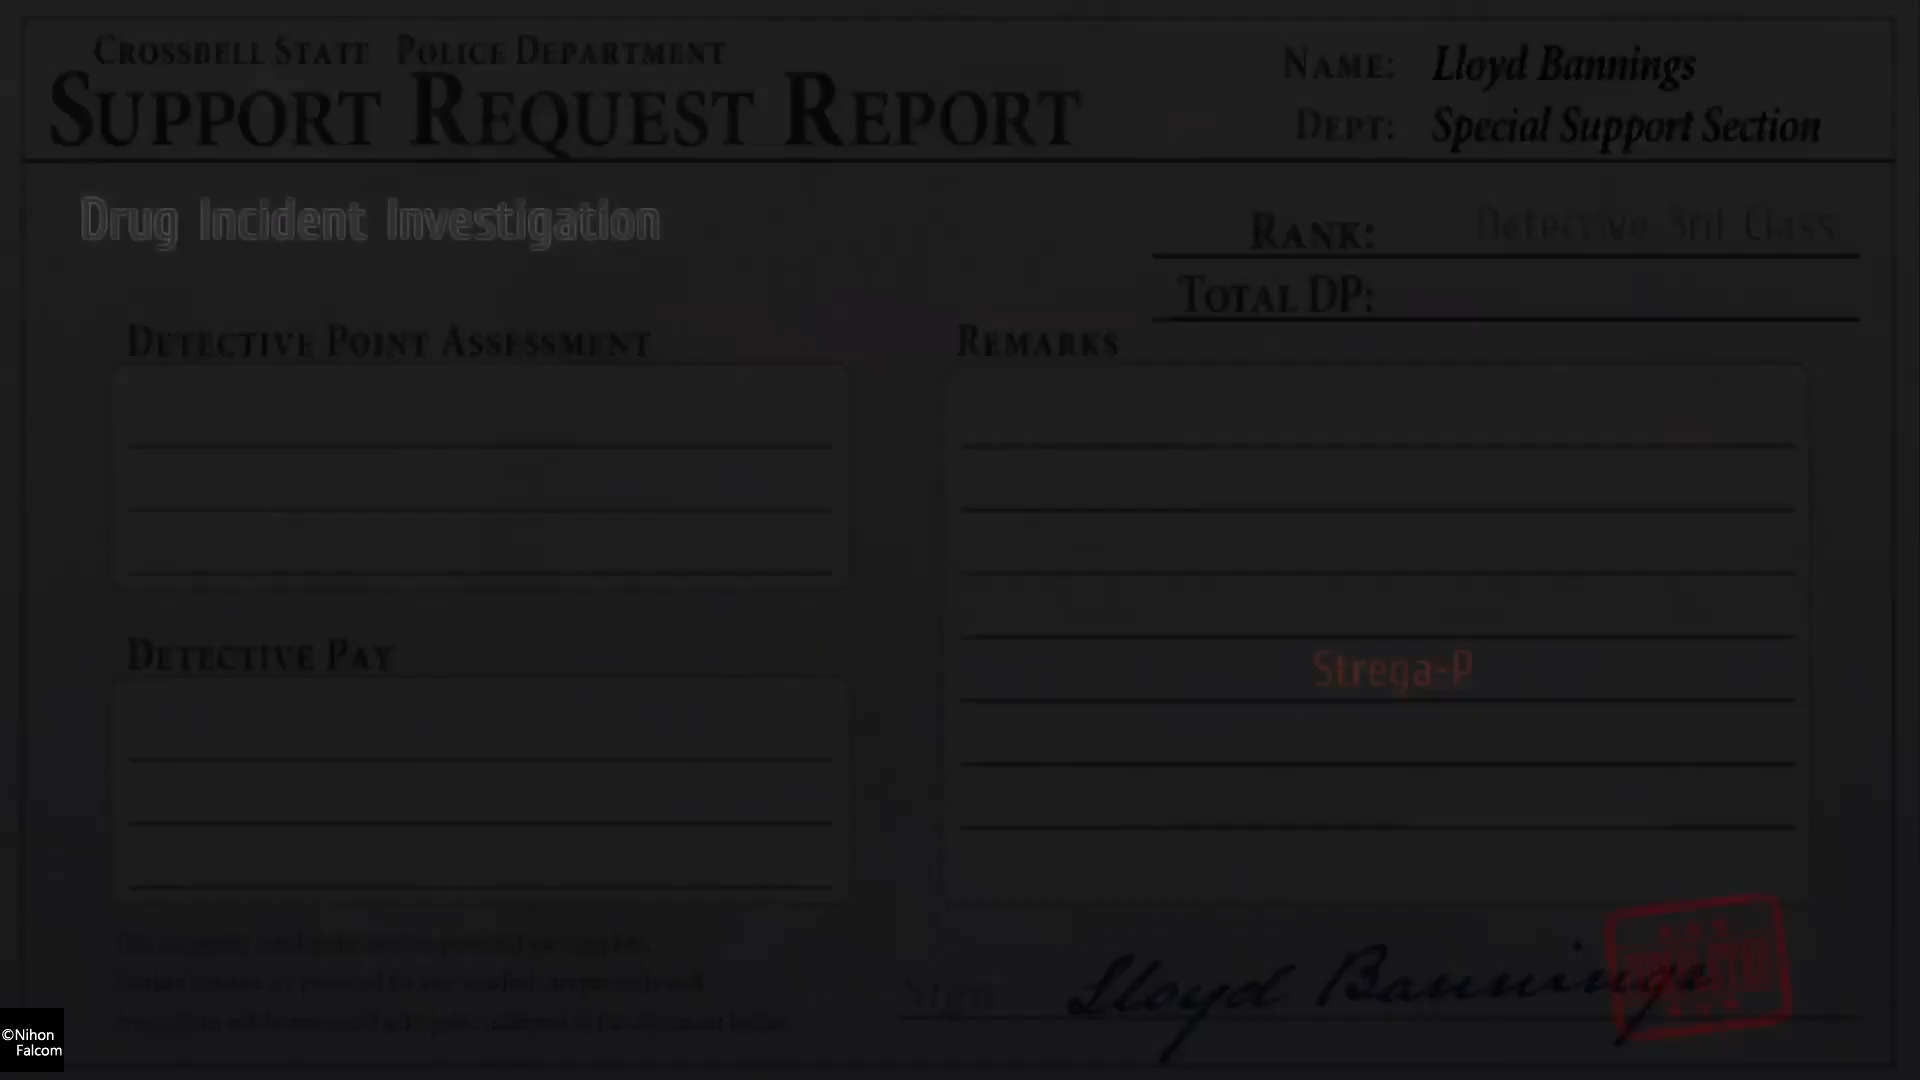 CROSSBELL STATE POLICE DEPARTMENT
SUPPORT REQUEST REPORT
NAME: Lloyd Bannings
DEPT: Special Support Section
Drug Incident Investigation
RANK: Detective 3rd Class
TOTAL DP:
DETECTIVE POINT ASSESSMENT
REMARKS
Strega-P
DETECTIVE PAY
Sign Lloyd Bannings
©Nihon
Falcom